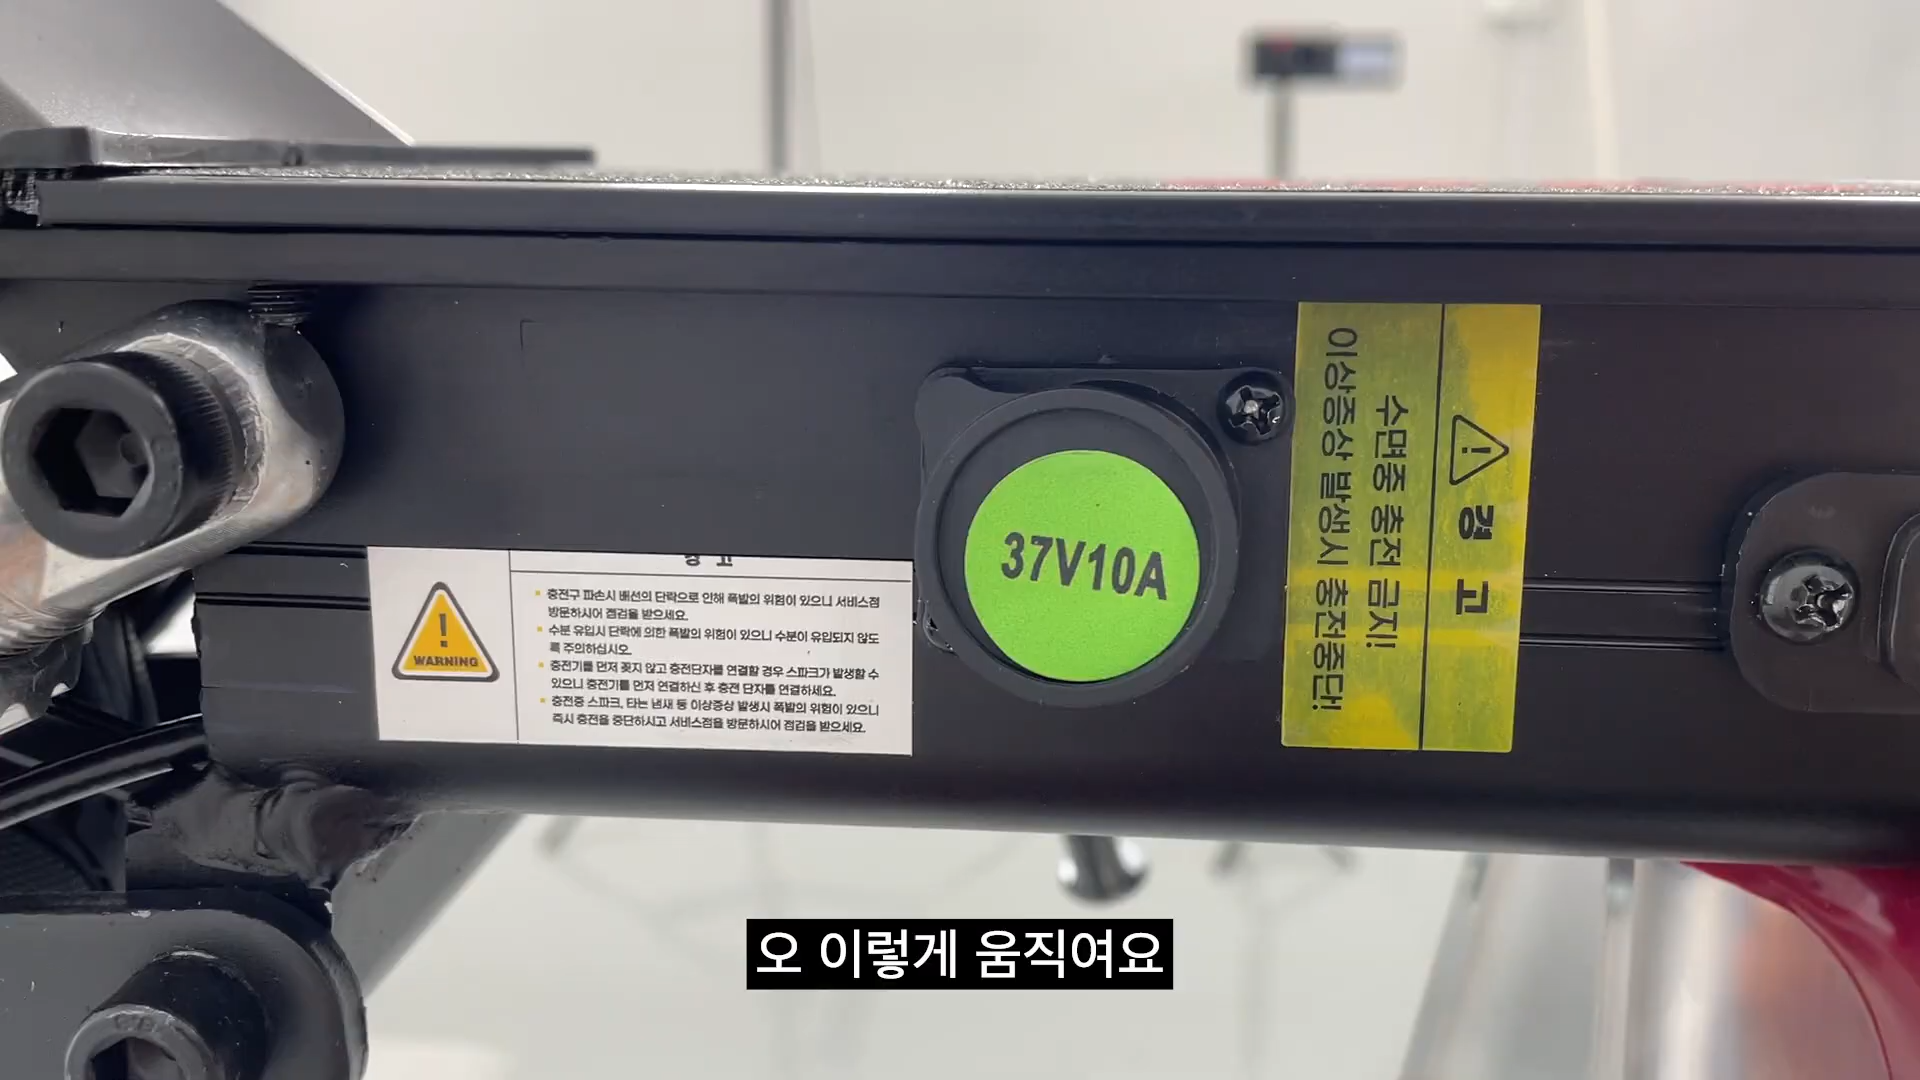 경 고
WARNING
충전구 파손시 배선의 단락으로 인해 폭발의 위험이 있으니 서비스점
방문하시어 점검을 받으세요.
수분 유입시 단락에 의한 폭발의 위험이 있으니 수분이 유입되지 않도
록 주의하십시오.
충전기를 먼저 꽂지 않고 충전단자를 연결할 경우 스파크가 발생할 수
있으니 충전기를 먼저 연결하신 후 충전 단자를 연결하세요.
충전중 스파크, 타는 냄새 등 이상증상 발생시 폭발의 위험이 있으니
즉시 충전을 중단하시고 서비스점을 방문하시어 점검을 받으세요.
37V10A
경 고
수면중 충전 금지!
이상증상 발생시 충전중단!
오 이렇게 움직여요